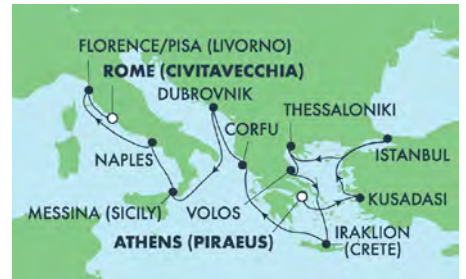 FLORENCE/PISA (LIVORNO)
ROME (CIVITAVECCHIA)
DUBROVNIK
THESSALONIKI
CORFU
ISTANBUL
NAPLES
KUSADASI
MESSINA (SICILY)
VOLOS
ATHENS (PIRAEUS)
IRAKLION
(CRETE)